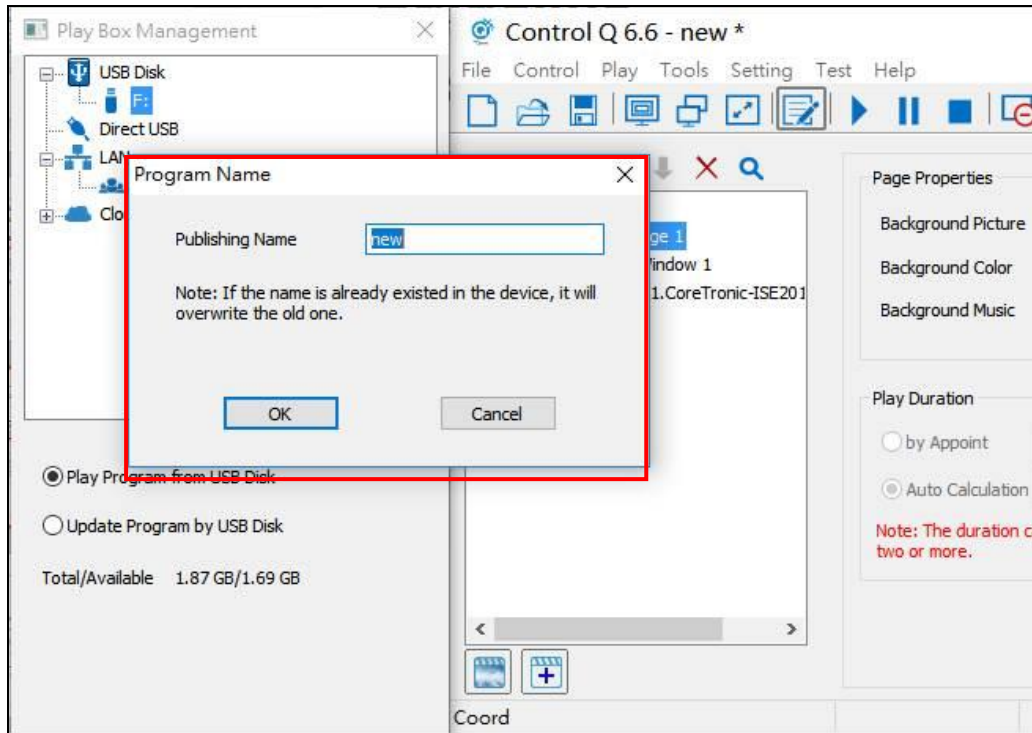 Play Box Management
USB Disk
F:
Direct USB
LAN
Clo
Play Program from USB Disk
Update Program by USB Disk
Total/Available 1.87 GB/1.69 GB
Program Name
Publishing Name new
Note: If the name is already existed in the device, it will
overwrite the old one.
OK Cancel
Control Q 6.6 - new *
File Control Play Tools Setting Test Help
ge 1
indow 1
1.CoreTronic-ISE201
Page Properties
Background Picture
Background Color
Background Music
Play Duration
by Appoint
Auto Calculation
Note: The duration c
two or more.
Coord